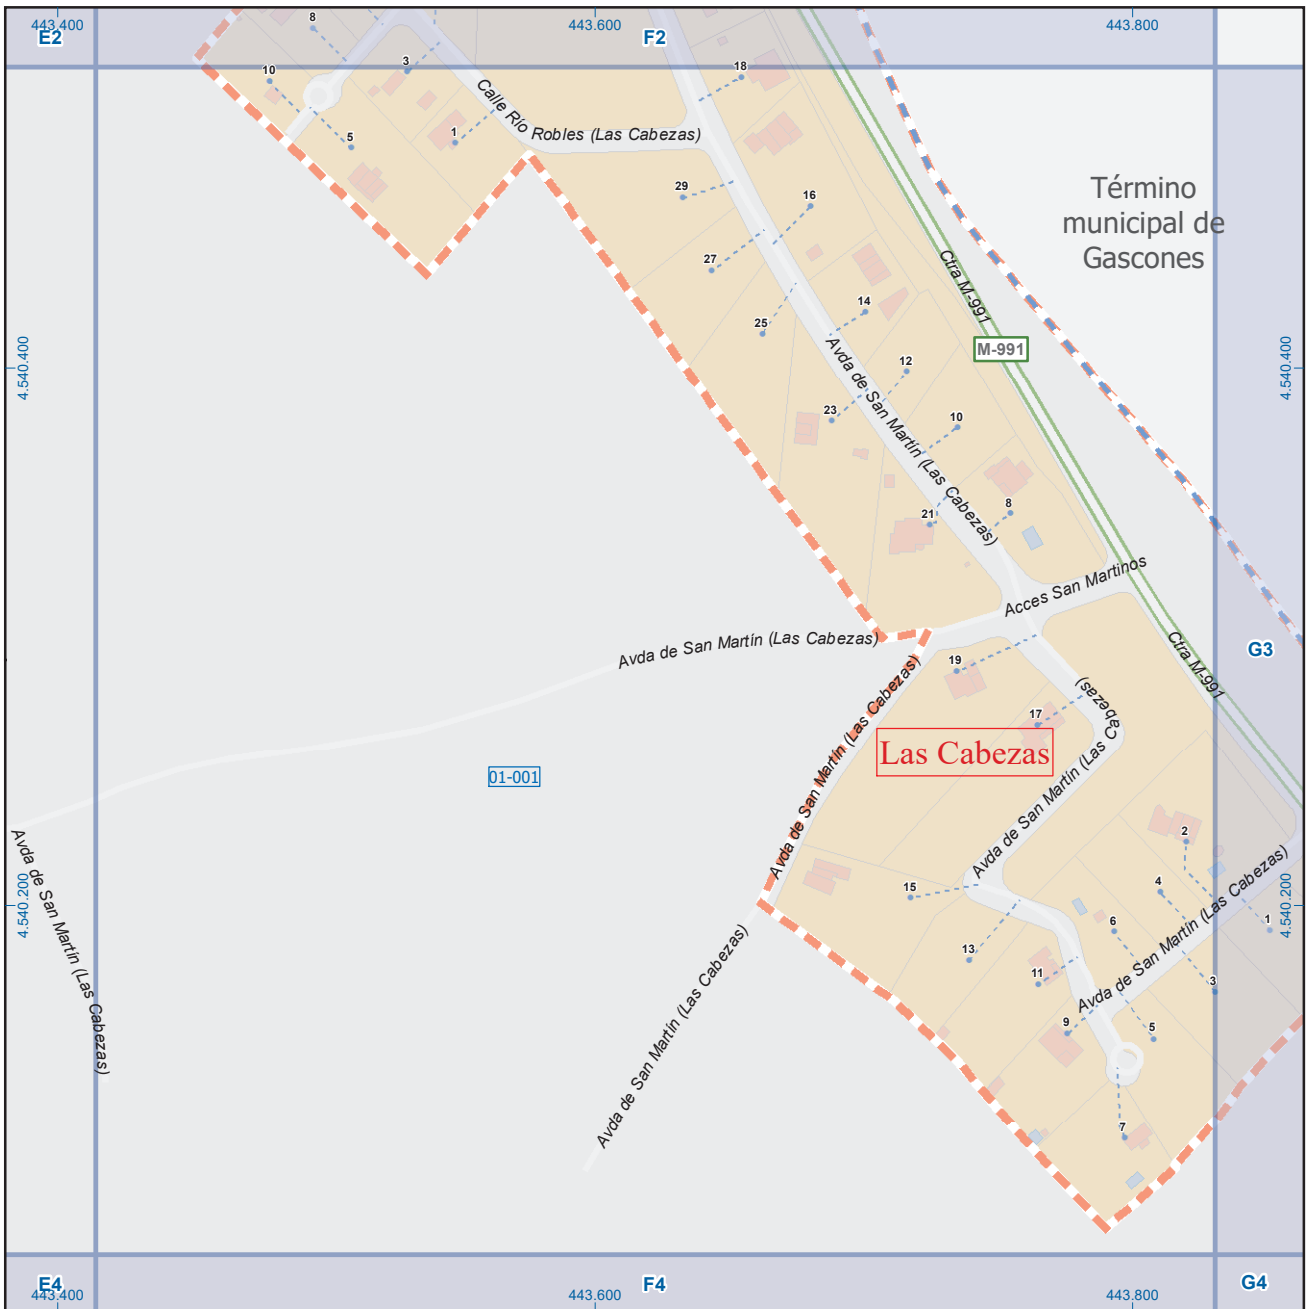 443.400
443.600
443.800
E2
F2
8
3
18
10
5
1
Calle Río Robles (Las Cabezas)
29
16
Término
municipal de
Gascones
27
Ctra M-991
25
14
M-991
4.540.400
4.540.400
Avda de San Martín (Las Cabezas)
12
23
10
21
8
Acces San Martinos
Avda de San Martín (Las Cabezas)
19
Ctra M-991
G3
Avda de San Martín (Las Cabezas)
17
Las Cabezas
Avda de San Martín (Las Cabezas)
01-001
Avda de San Martín (Las Cabezas)
2
4
15
6
1
4.540.200
4.540.200
Avda de San Martín (Las Cabezas)
13
11
3
9
5
Avda de San Martín (Las Cabezas)
7
E4
F4
G4
443.400
443.600
443.800